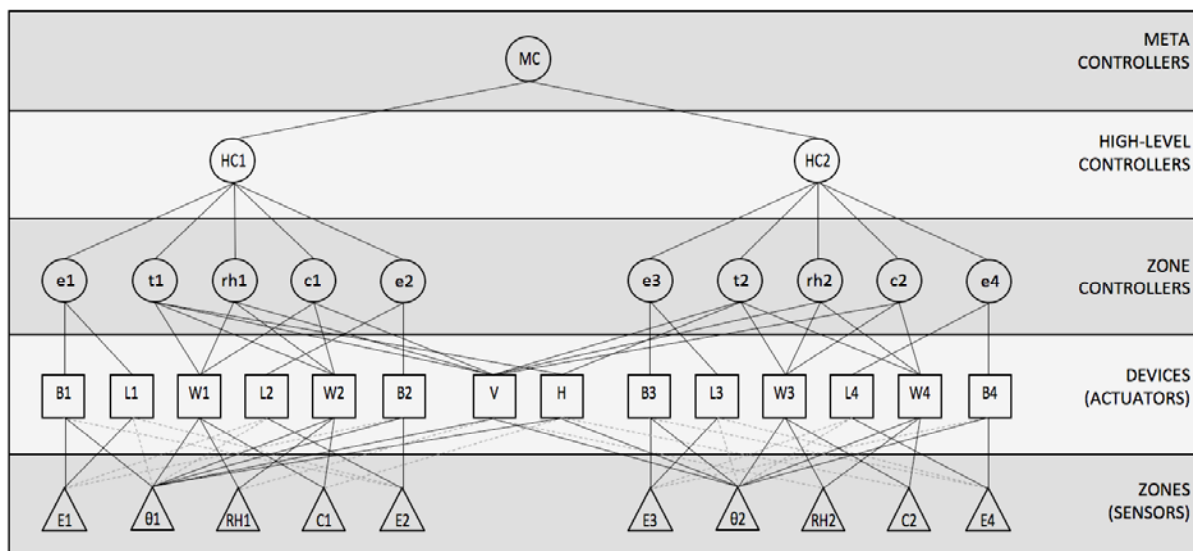 META
CONTROLLERS
MC
HIGH-LEVEL
CONTROLLERS
HC1
HC2
ZONE
CONTROLLERS
e1
t1
rh1
c1
e2
e3
t2
rh2
c2
e4
DEVICES
(ACTUATORS)
B1
L1
W1
L2
W2
B2
V
H
B3
L3
W3
L4
W4
B4
ZONES
(SENSORS)
E1
θ1
RH1
C1
E2
E3
θ2
RH2
C2
E4